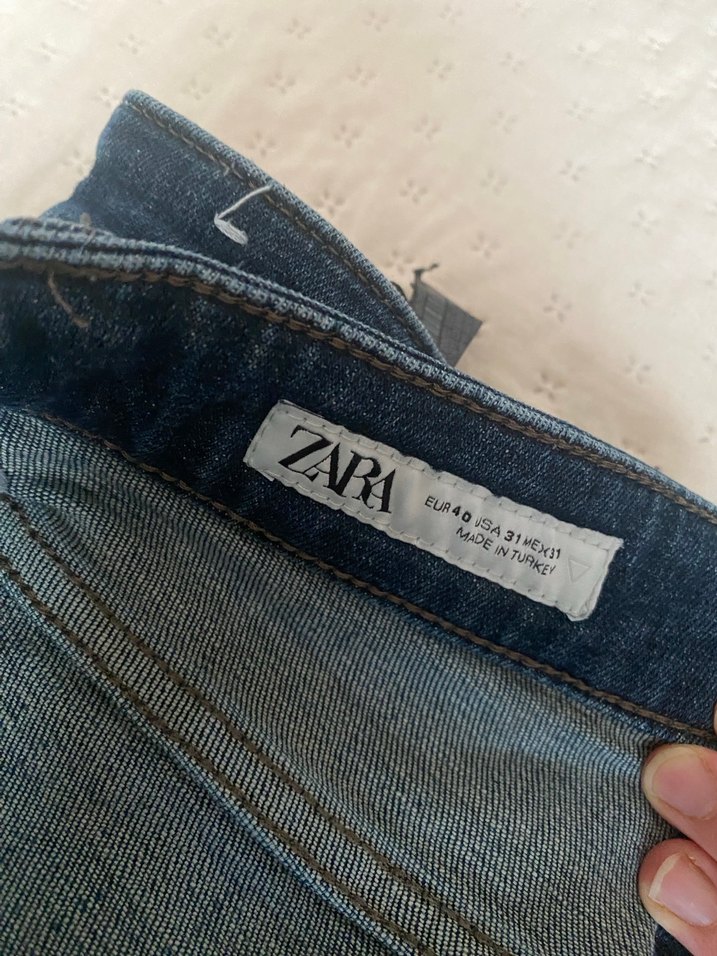 ZARA
EUR 40 USA 31 MEX 31
MADE IN TURKEY